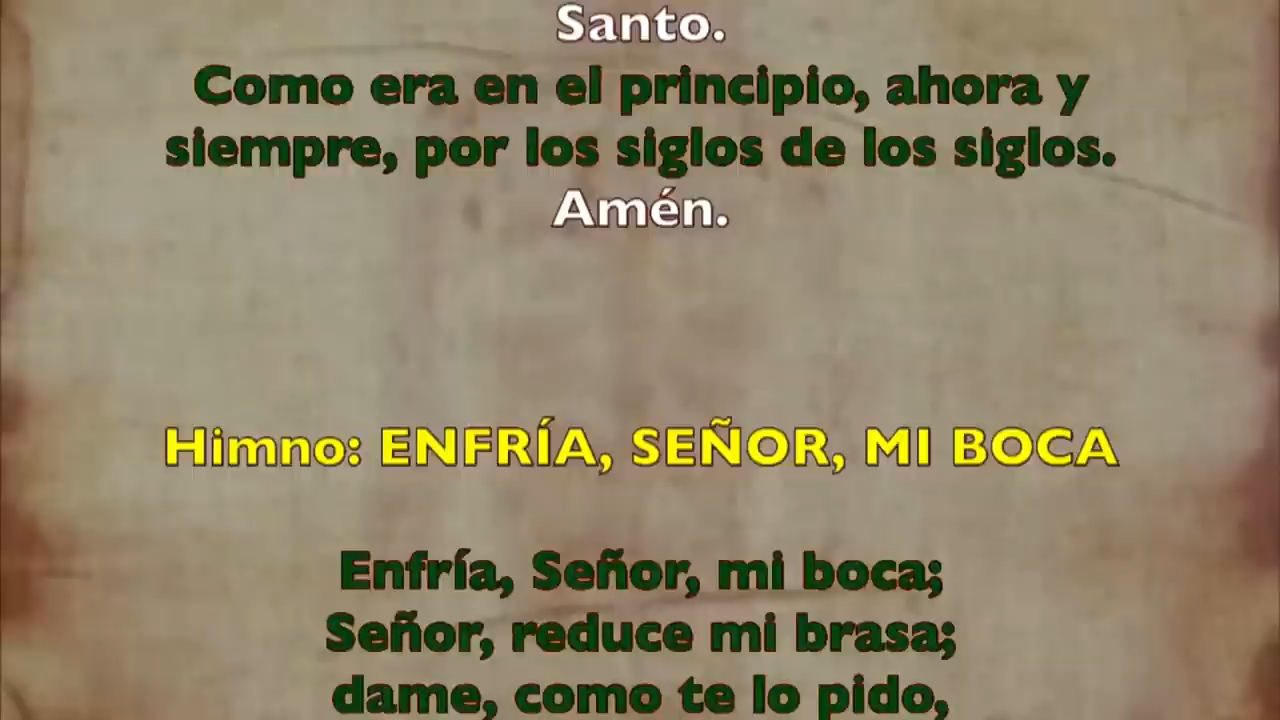 Santo.
Como era en el principio, ahora y
siempre, por los siglos de los siglos.
Amén.
Himno: ENFRÍA, SEÑOR, MI BOCA
Enfría, Señor, mi boca;
Señor, reduce mi brasa;
dame, como te lo pido,